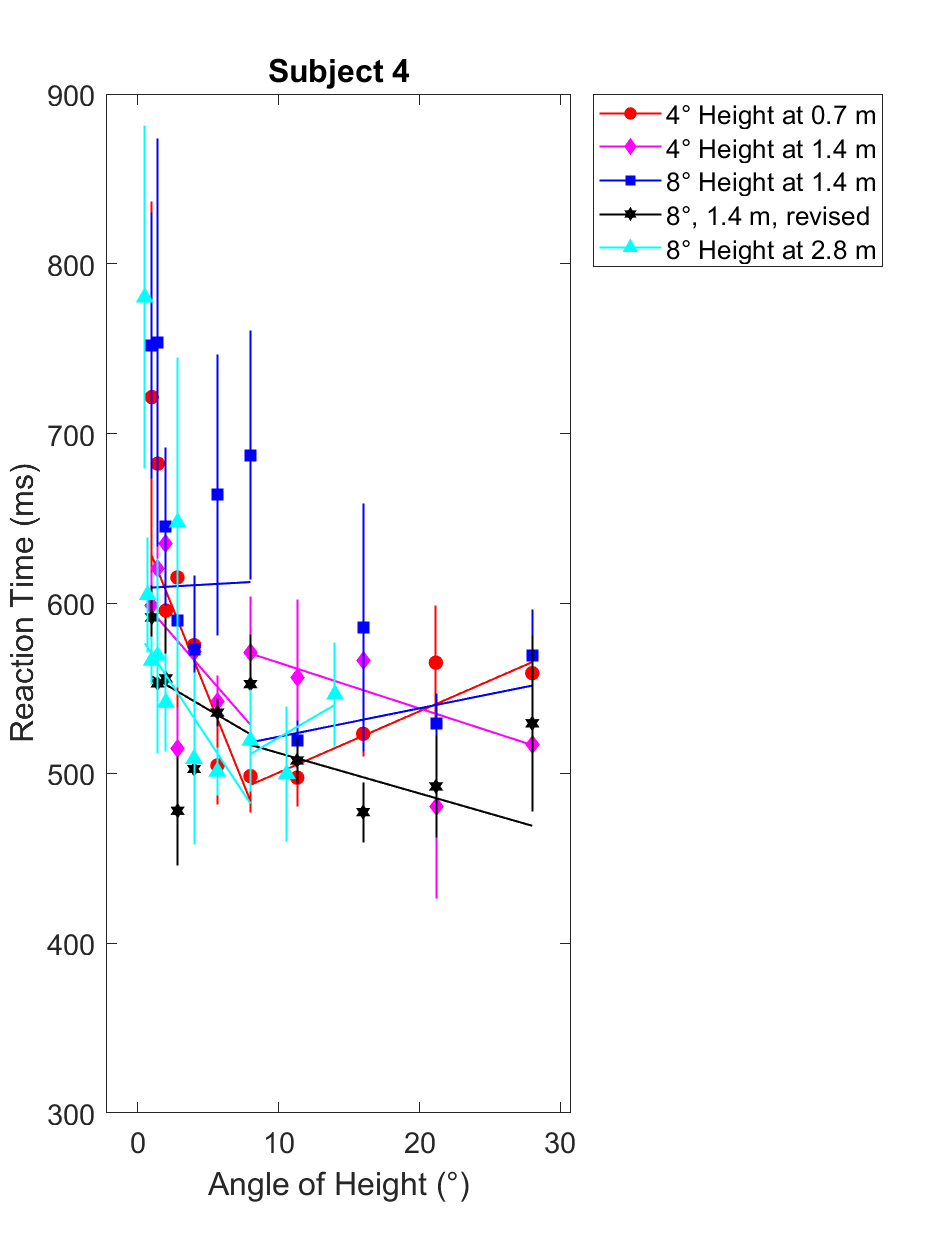 Subject 4
900
800
700
600
500
400
300
0 10 20 30
Reaction Time (ms)
Angle of Height (°)
4° Height at 0.7 m
4° Height at 1.4 m
8° Height at 1.4 m
8°, 1.4 m, revised
8° Height at 2.8 m